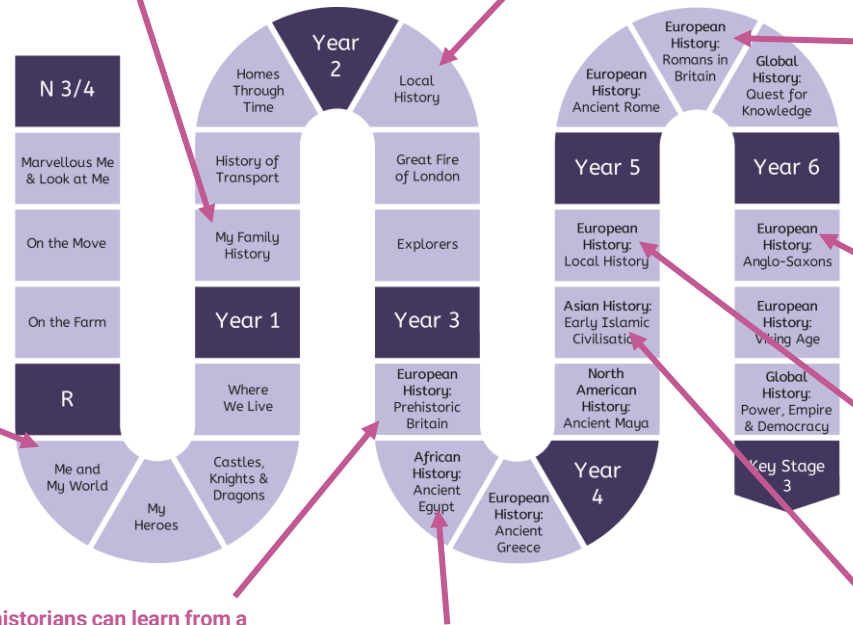 N 3/4
Marvellous Me
& Look at Me
On the Move
On the Farm
R
Me and
My World
My
Heroes
Castles,
Knights &
Dragons
Where
We Live
Year 1
My Family
History
History of
Transport
Homes
Through
Time
Year
2
Local
History
Great Fire
of London
Explorers
Year 3
European
History:
Prehistoric
Britain
African
History:
Ancient
Egypt
European
History:
Ancient
Greece
Year
4
North
American
History:
Ancient Maya
Asian History:
Early Islamic
Civilisation
European
History:
Local History
Year 5
European
History:
Ancient Rome
European
History:
Romans in
Britain
Global
History:
Quest for
Knowledge
Year 6
European
History:
Anglo-Saxons
European
History:
Viking Age
Global
History:
Power, Empire
& Democracy
Key Stage
3
historians can learn from a